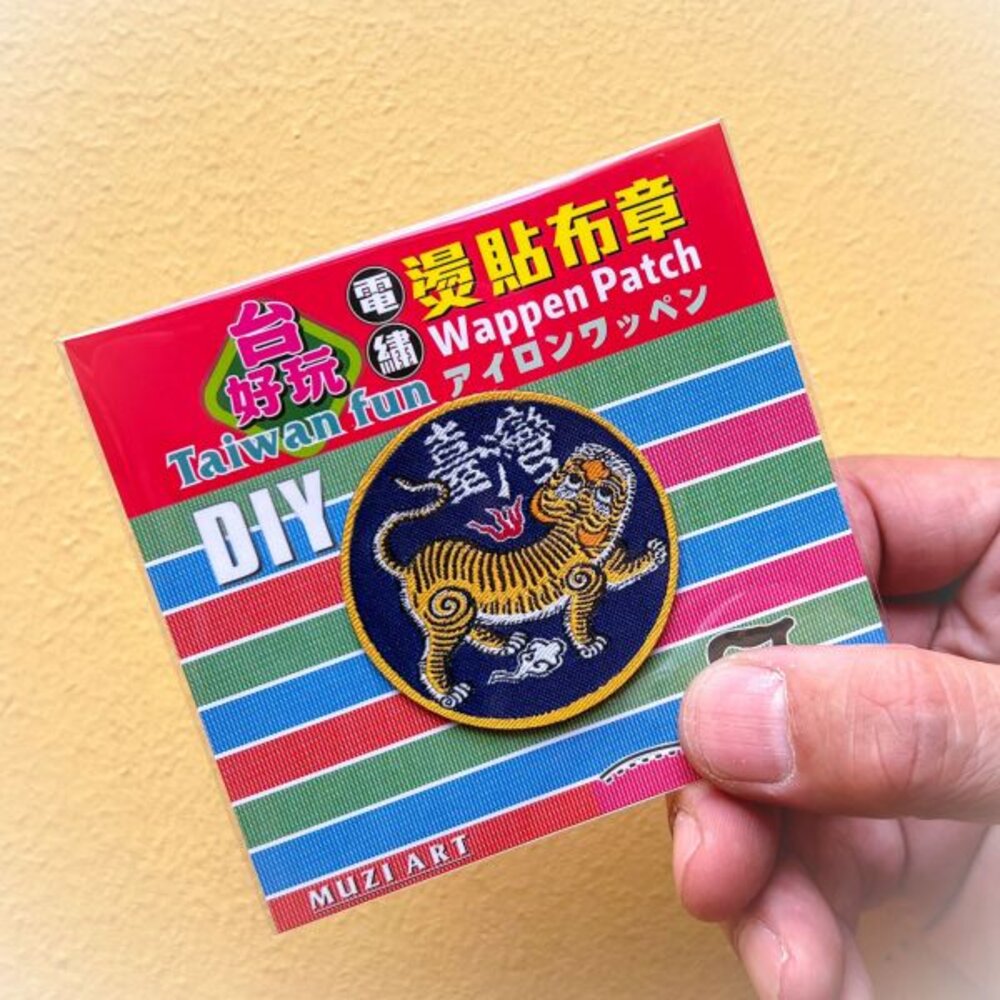 電繡
燙貼布章
Wappen Patch
アイロンワッペン
台
好玩
Taiwan fun
DIY
臺灣
MUZI ART